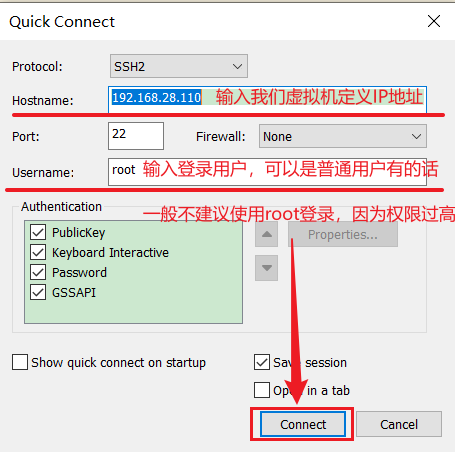 Quick Connect
Protocol: SSH2
Hostname: 192.168.28.110 输入我们虚拟机定义IP地址
Port: 22 Firewall: None
Username: root 输入登录用户，可以是普通用户有的话
一般不建议使用root登录，因为权限过高
Authentication
PublicKey Properties...
Keyboard Interactive
Password
GSSAPI
Show quick connect on startup Save session
Open in a tab
Connect Cancel